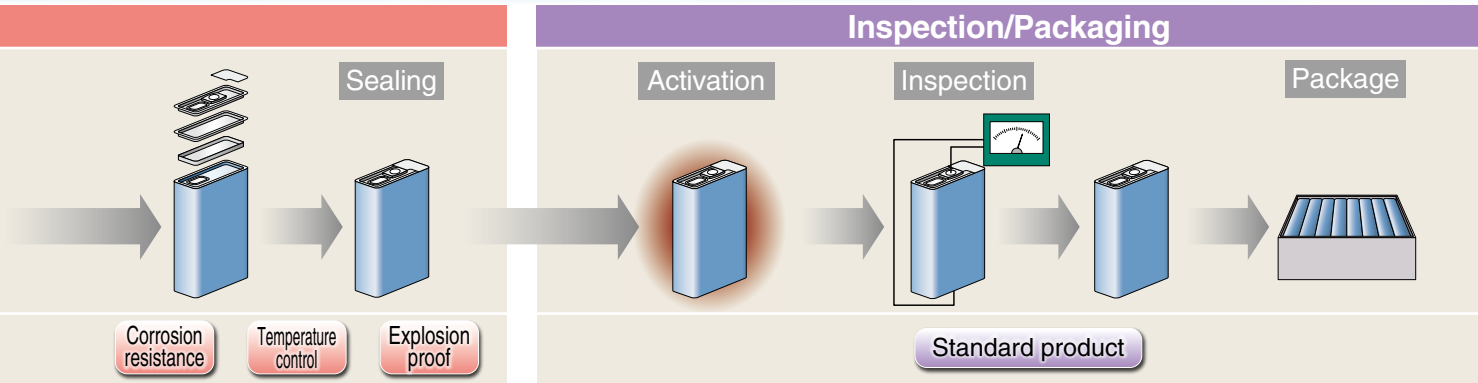 Inspection/Packaging
Sealing
Activation
Inspection
Package
Corrosion
resistance
Temperature
control
Explosion
proof
Standard product